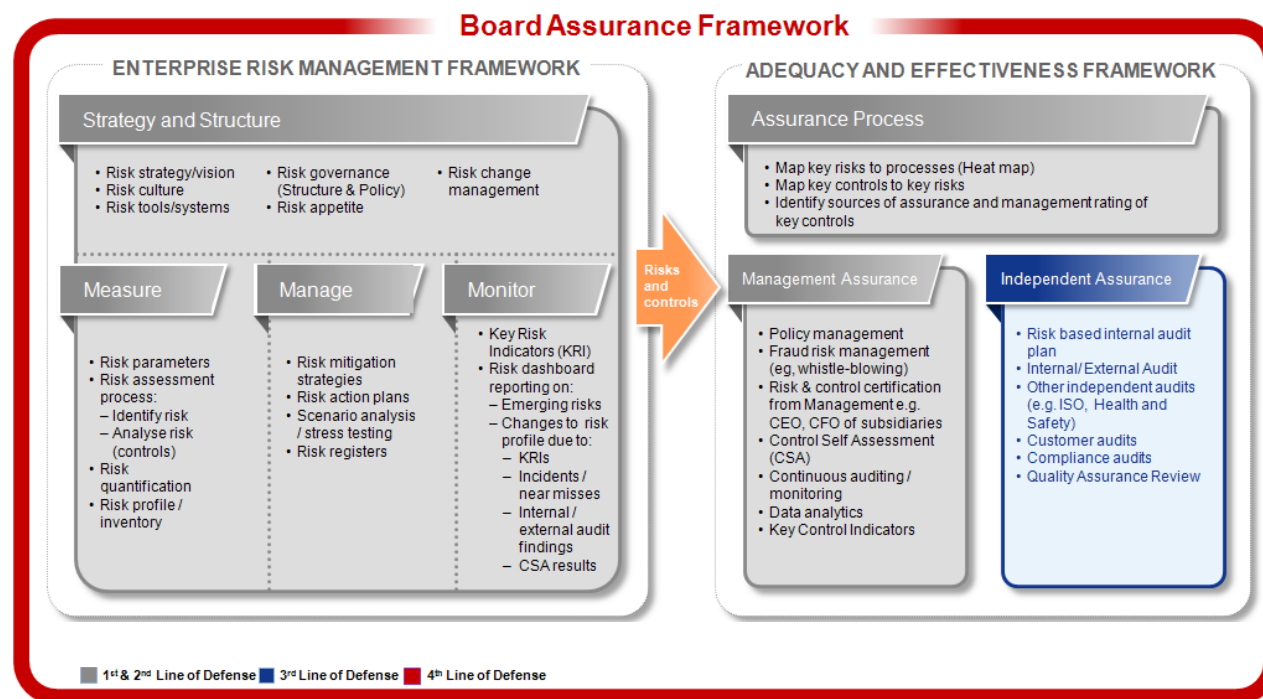 Board Assurance Framework
ENTERPRISE RISK MANAGEMENT FRAMEWORK
Strategy and Structure
• Risk strategy/vision
• Risk culture
• Risk tools/systems
• Risk governance
(Structure & Policy)
• Risk appetite
• Risk change
management
Measure
• Risk parameters
• Risk assessment
process:
– Identify risk
– Analyse risk
(controls)
• Risk
quantification
• Risk profile /
inventory
Manage
• Risk mitigation
strategies
• Risk action plans
• Scenario analysis
/ stress testing
• Risk registers
Monitor
• Key Risk
Indicators (KRI)
• Risk dashboard
reporting on:
– Emerging risks
– Changes to risk
profile due to:
– KRIs
– Incidents /
near misses
– Internal /
external audit
findings
– CSA results
Risks
and
controls
ADEQUACY AND EFFECTIVENESS FRAMEWORK
Assurance Process
• Map key risks to processes (Heat map)
• Map key controls to key risks
• Identify sources of assurance and management rating of
key controls
Management Assurance
• Policy management
• Fraud risk management
(eg, whistle-blowing)
• Risk & control certification
from Management e.g.
CEO, CFO of subsidiaries
• Control Self Assessment
(CSA)
• Continuous auditing /
monitoring
• Data analytics
• Key Control Indicators
Independent Assurance
• Risk based internal audit
plan
• Internal/ External Audit
• Other independent audits
(e.g. ISO, Health and
Safety)
• Customer audits
• Compliance audits
• Quality Assurance Review
1st & 2nd Line of Defense 3rd Line of Defense 4th Line of Defense